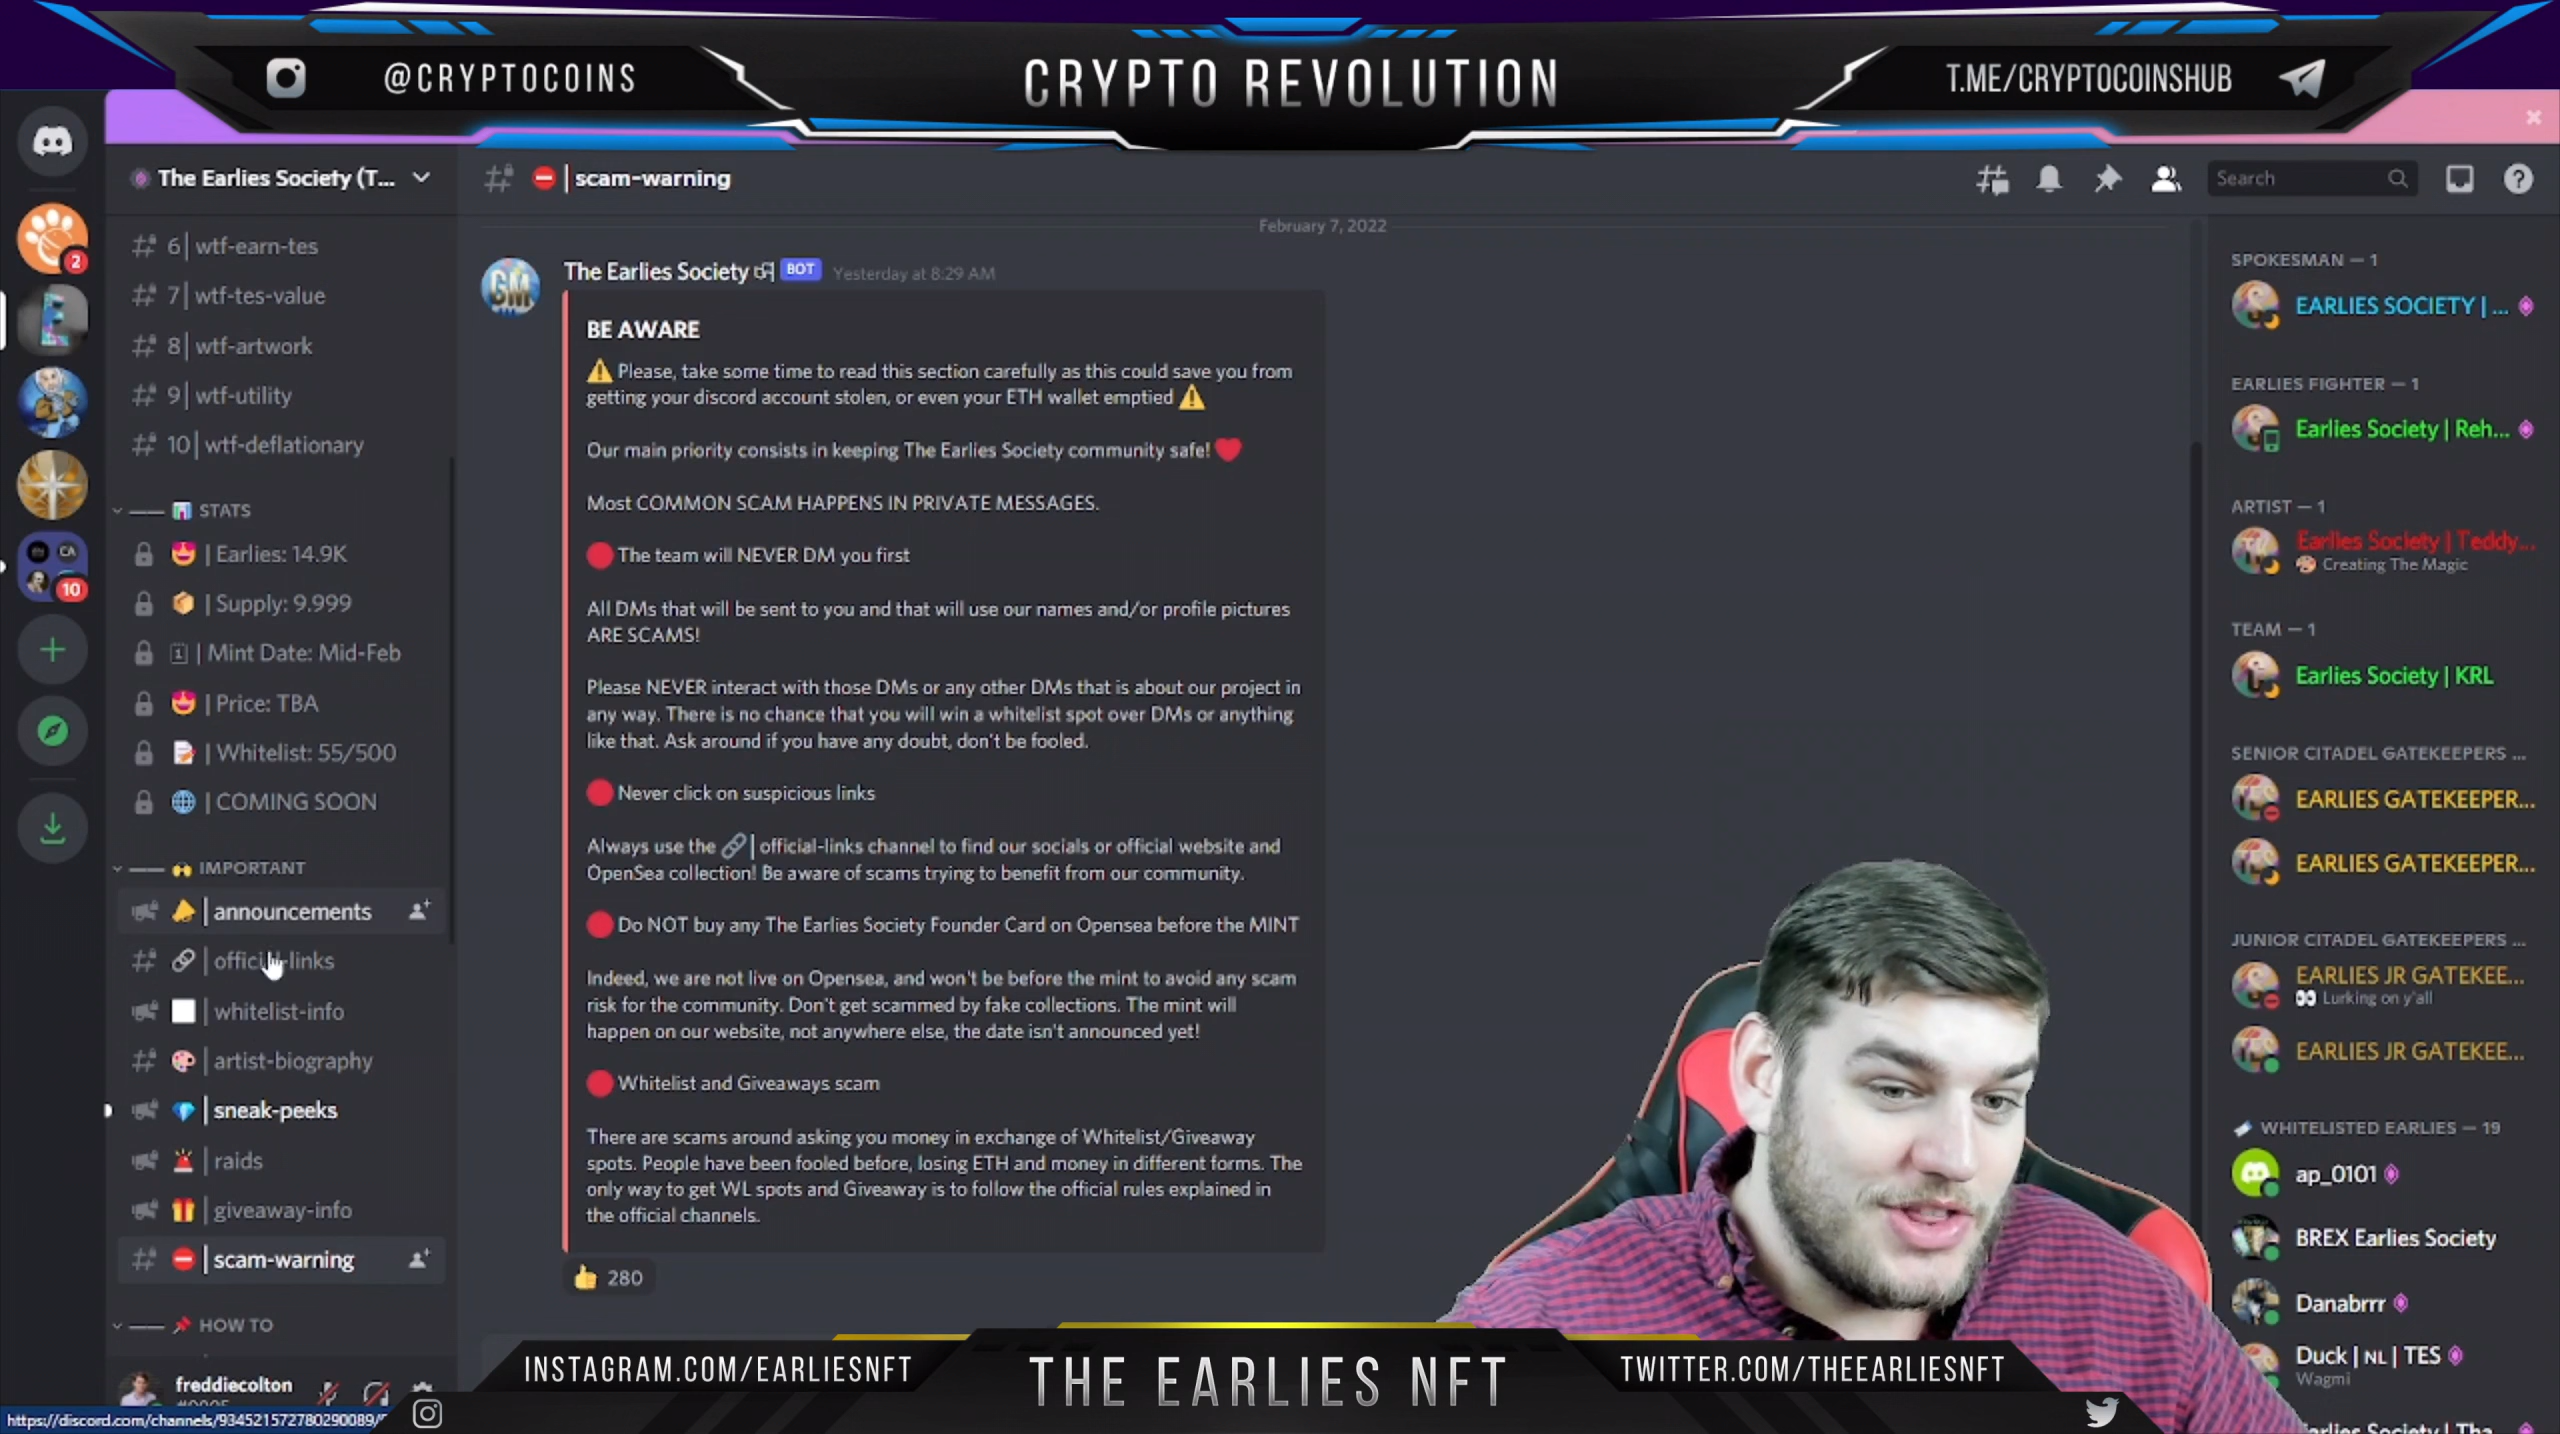 @CRYPTOCOINS
CRYPTO REVOLUTION
T.ME/CRYPTOCOINSHUB
The Earlies Society (T...
6| wtf-earn-tes
7| wtf-tes-value
8| wtf-artwork
9| wtf-utility
10| wtf-deflationary
STATS
| Earlies: 14.9K
| Supply: 9.999
| Mint Date: Mid-Feb
| Price: TBA
| Whitelist: 55/500
| COMING SOON
IMPORTANT
| announcements
| official-links
| whitelist-info
| artist-biography
| sneak-peeks
| raids
| giveaway-info
| scam-warning
HOW TO
freddiecolton
https://discord.com/channels/934521572780290089/
2
CA
10
| scam-warning
Search
February 7, 2022
GM
The Earlies Society BOT Yesterday at 8:29 AM
BE AWARE
Please, take some time to read this section carefully as this could save you from
getting your discord account stolen, or even your ETH wallet emptied
Our main priority consists in keeping The Earlies Society community safe!
Most COMMON SCAM HAPPENS IN PRIVATE MESSAGES.
The team will NEVER DM you first
All DMs that will be sent to you and that will use our names and/or profile pictures
ARE SCAMS!
Please NEVER interact with those DMs or any other DMs that is about our project in
any way. There is no chance that you will win a whitelist spot over DMs or anything
like that. Ask around if you have any doubt, don't be fooled.
Never click on suspicious links
Always use the | official-links channel to find our socials or official website and
OpenSea collection! Be aware of scams trying to benefit from our community.
Do NOT buy any The Earlies Society Founder Card on Opensea before the MINT
Indeed, we are not live on Opensea, and won't be before the mint to avoid any scam
risk for the community. Don't get scammed by fake collections. The mint will
happen on our website, not anywhere else, the date isn't announced yet!
Whitelist and Giveaways scam
There are scams around asking you money in exchange of Whitelist/Giveaway
spots. People have been fooled before, losing ETH and money in different forms. The
only way to get WL spots and Giveaway is to follow the official rules explained in
the official channels.
280
SPOKESMAN — 1
EARLIES SOCIETY | ...
EARLIES FIGHTER — 1
Earlies Society | Reh...
ARTIST — 1
Earlies Society | Teddy...
Creating The Magic
TEAM — 1
Earlies Society | KRL
SENIOR CITADEL GATEKEEPERS ...
EARLIES GATEKEEPER...
EARLIES GATEKEEPER...
JUNIOR CITADEL GATEKEEPERS ...
EARLIES JR GATEKEE...
Lurking on y'all
EARLIES JR GATEKEE...
WHITELISTED EARLIES — 19
ap_0101
BREX Earlies Society
Danabrrr
Duck | NL | TES
Wagmi
INSTAGRAM.COM/EARLIESNFT
THE EARLIES NFT
TWITTER.COM/THEEARLIESNFT